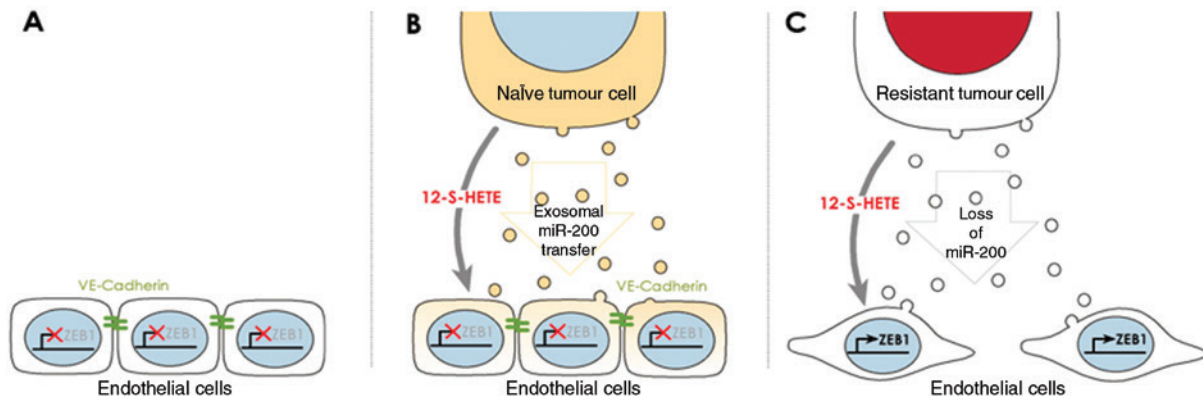 A
VE-Cadherin
ZEB1 ZEB1 ZEB1
Endothelial cells
B
Naïve tumour cell
12-S-HETE
Exosomal
miR-200
transfer
VE-Cadherin
ZEB1 ZEB1 ZEB1
Endothelial cells
C
Resistant tumour cell
12-S-HETE
Loss
of
miR-200
ZEB1 ZEB1
Endothelial cells